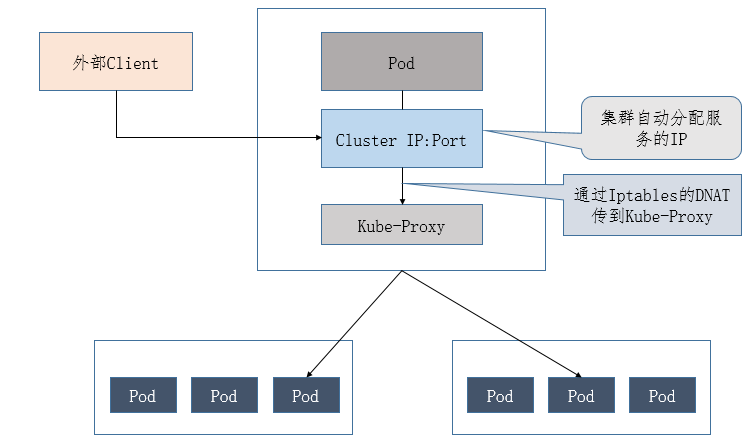 外部Client
Pod
Cluster IP:Port
集群自动分配服
务的IP
通过Iptables的DNAT
传到Kube-Proxy
Kube-Proxy
Pod
Pod
Pod
Pod
Pod
Pod